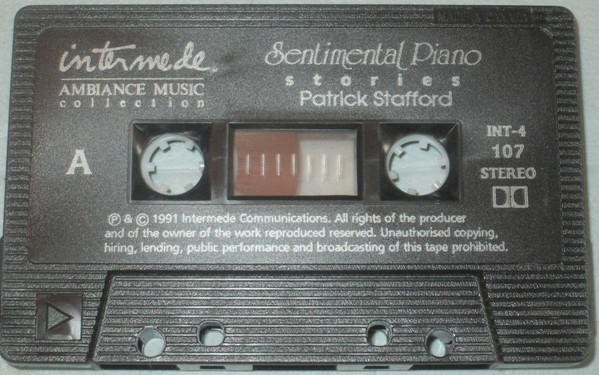 intermede
AMBIANCE MUSIC
collection
Sentimental Piano
stories
Patrick Stafford
A
INT-4
107
STEREO
℗ & © 1991 Intermede Communications. All rights of the producer
and of the owner of the work reproduced reserved. Unauthorised copying,
hiring, lending, public performance and broadcasting of this tape prohibited.